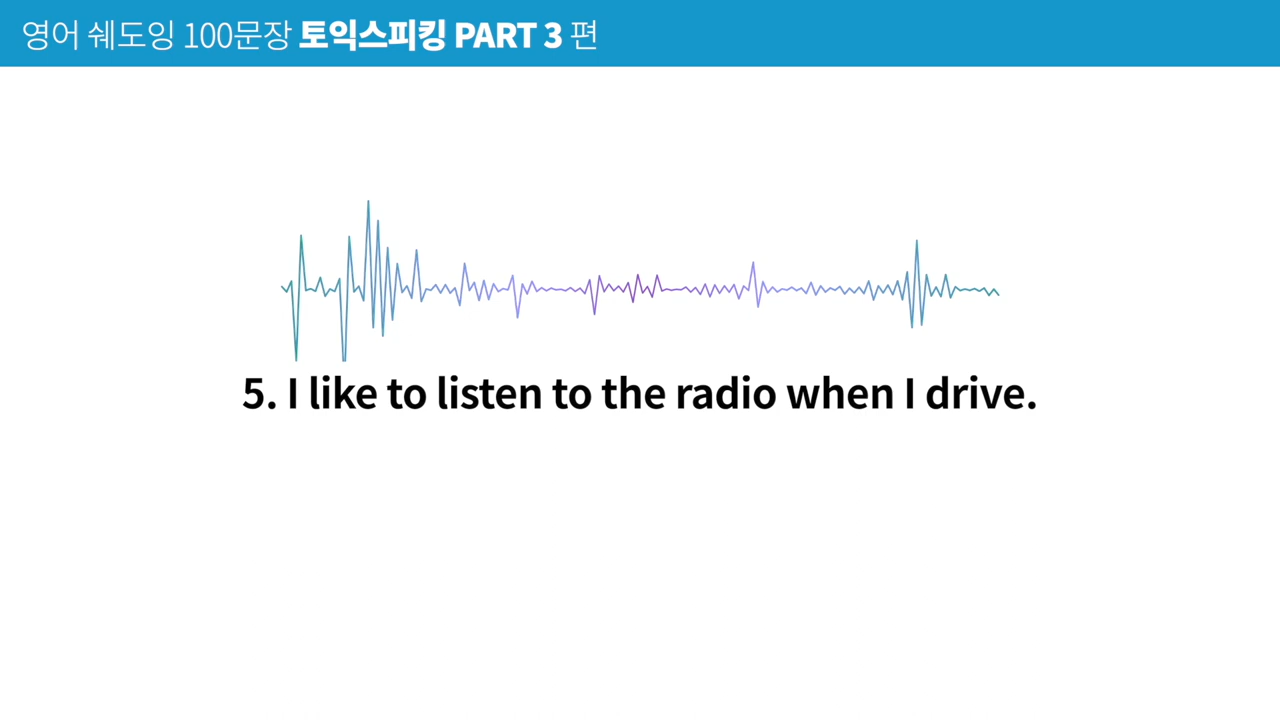 영어 쉐도잉 100문장 토익스피킹 PART 3 편
5. I like to listen to the radio when I drive.